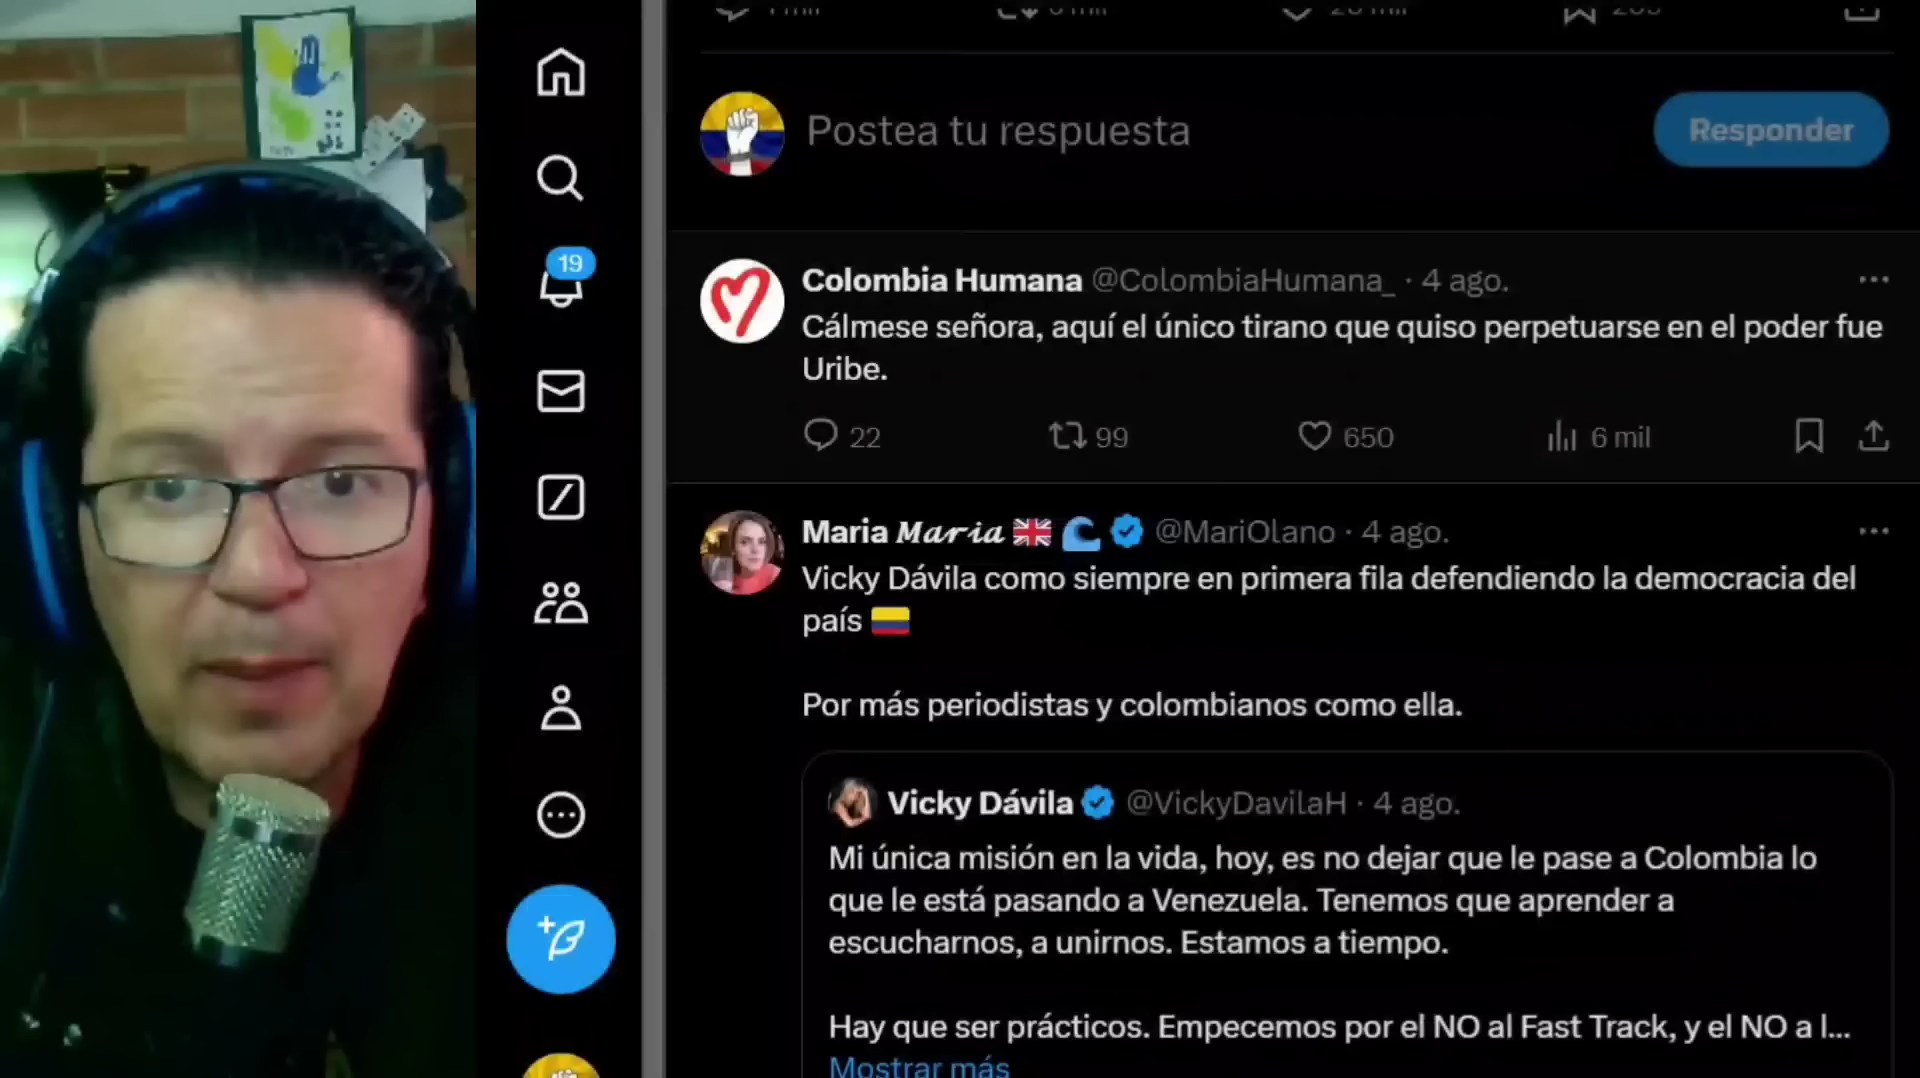 Postea tu respuesta
Responder
19
Colombia Humana @ColombiaHumana_ · 4 ago.
Cálmese señora, aquí el único tirano que quiso perpetuarse en el poder fue
Uribe.
22 99 650 6 mil
Maria Maria @MariOlano · 4 ago.
Vicky Dávila como siempre en primera fila defendiendo la democracia del
país
Por más periodistas y colombianos como ella.
Vicky Dávila @VickyDavilaH · 4 ago.
Mi única misión en la vida, hoy, es no dejar que le pase a Colombia lo
que le está pasando a Venezuela. Tenemos que aprender a
escucharnos, a unirnos. Estamos a tiempo.
Hay que ser prácticos. Empecemos por el NO al Fast Track, y el NO a l...
Mostrar más